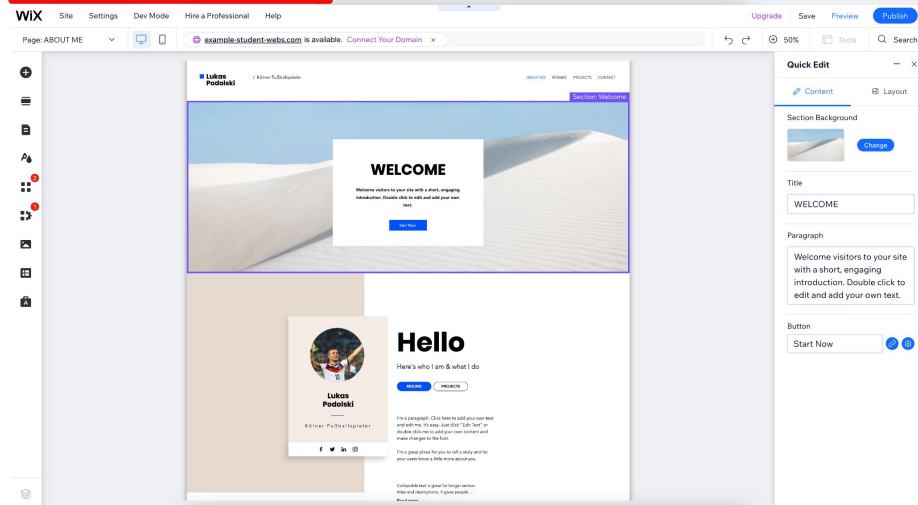 WiX
Site
Settings
Dev Mode
Hire a Professional
Help
Upgrade
Save
Preview
Publish
Page: ABOUT ME
example-student-webs.com is available. Connect Your Domain ×
50%
Tools
Search
2
1
Lukas
Podolski
/ Kölner Fußballspieler
ABOUT ME
RESUME
PROJECTS
CONTACT
Section: Welcome
WELCOME
Welcome visitors to your site with a short, engaging
introduction. Double click to edit and add your own
text.
Start Now
Hello
Here's who I am & what I do
RESUME
PROJECTS
Lukas
Podolski
Kölner Fußballspieler
I'm a paragraph. Click here to add your own text
and edit me. It's easy. Just click "Edit Text" or
double click me to add your own content and
make changes to the font.
I'm a great place for you to tell a story and let
your users know a little more about you.
Collapsible text is great for longer section
titles and descriptions. It gives people ...
Read more
Quick Edit
Content
Layout
Section Background
Change
Title
WELCOME
Paragraph
Welcome visitors to your site
with a short, engaging
introduction. Double click to
edit and add your own text.
Button
Start Now